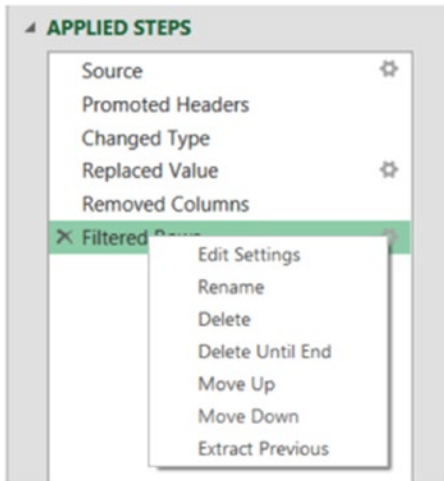 APPLIED STEPS
Source
Promoted Headers
Changed Type
Replaced Value
Removed Columns
Filtered Rows
Edit Settings
Rename
Delete
Delete Until End
Move Up
Move Down
Extract Previous